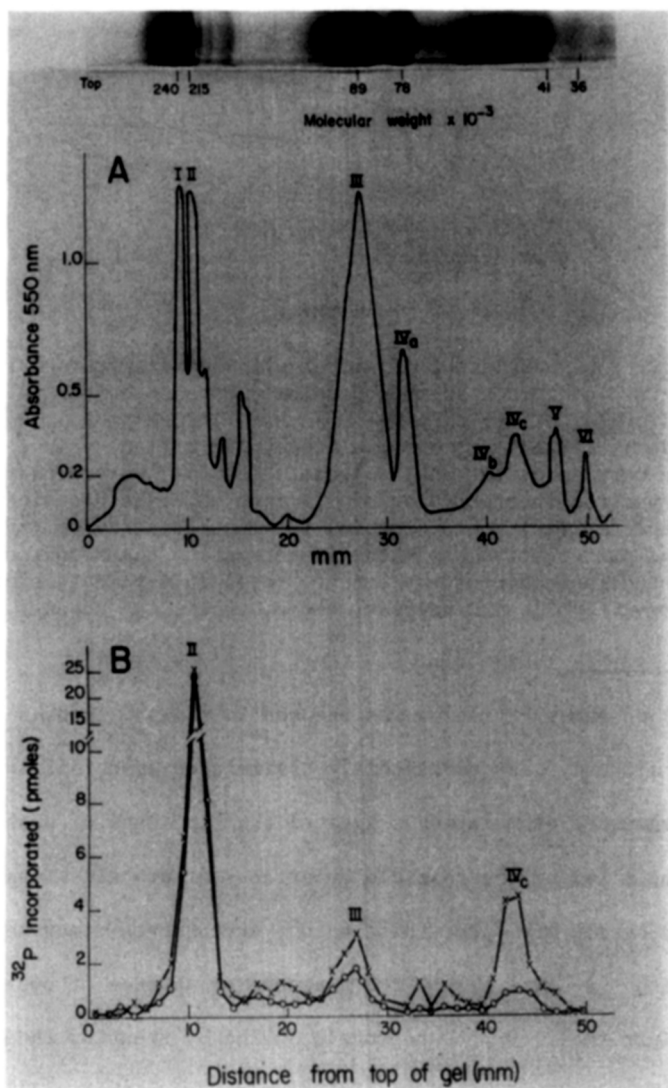 Top 240 215 89 78 41 36
Molecular weight x 10-3
A
I II III IVa IVb IVc V VI
Absorbance 550 nm
1.0
0.5
0.2
0
0 10 20 30 40 50
mm
B
II III IVc
32P Incorporated (pmoles)
25
20
15
10
8
6
4
2
0
0 10 20 30 40 50
Distance from top of gel (mm)